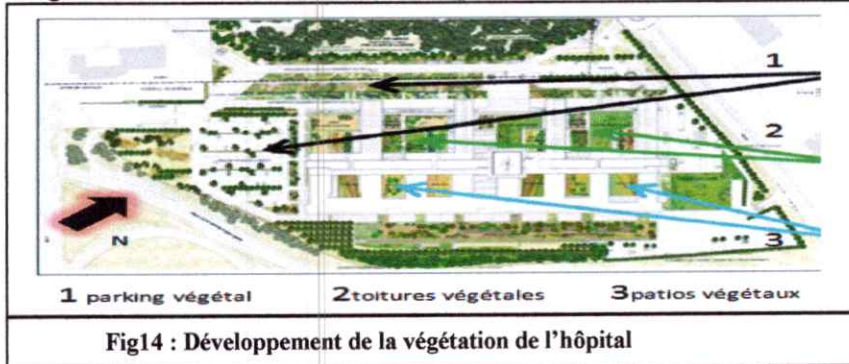 1
2
3
N
1 parking végétal 2toitures végétales 3patios végétaux
Fig14 : Développement de la végétation de l’hôpital